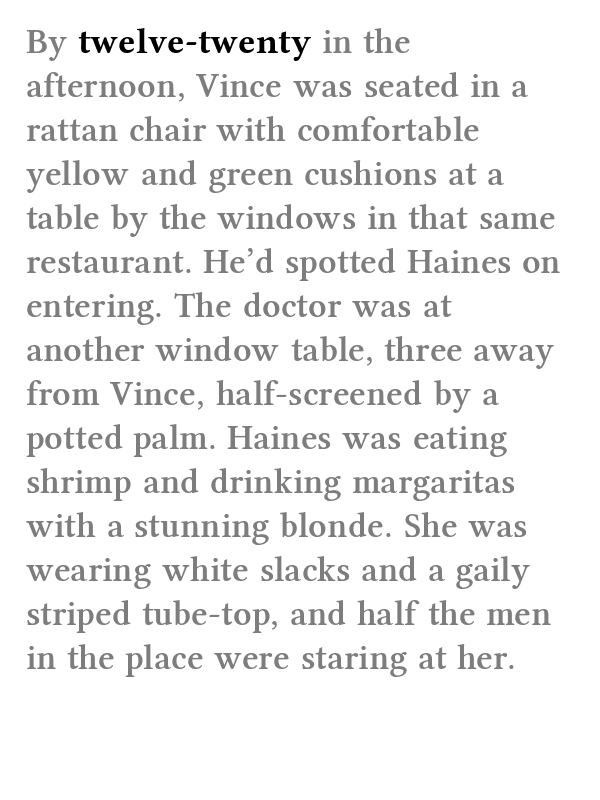 By twelve-twenty in the
afternoon, Vince was seated in a
rattan chair with comfortable
yellow and green cushions at a
table by the windows in that same
restaurant. He’d spotted Haines on
entering. The doctor was at
another window table, three away
from Vince, half-screened by a
potted palm. Haines was eating
shrimp and drinking margaritas
with a stunning blonde. She was
wearing white slacks and a gaily
striped tube-top, and half the men
in the place were staring at her.